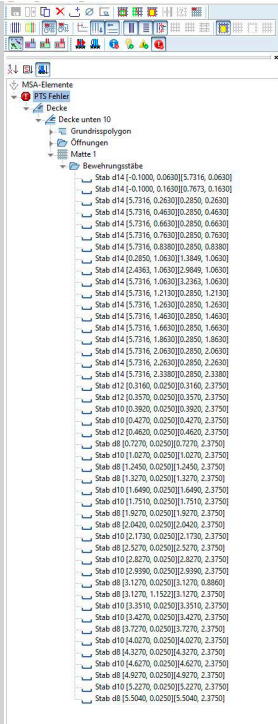 MSA-Elemente
PTS Fehler
Decke
Decke unten 10
Grundrisspolygon
Öffnungen
Matte 1
Bewehrungsstäbe
Stab d14 [-0.1000, 0.0630][5.7316, 0.0630]
Stab d14 [-0.1000, 0.1630][0.7673, 0.1630]
Stab d14 [5.7316, 0.2630][0.2850, 0.2630]
Stab d14 [5.7316, 0.4630][0.2850, 0.4630]
Stab d14 [5.7316, 0.6630][0.2850, 0.6630]
Stab d14 [5.7316, 0.7630][0.2850, 0.7630]
Stab d14 [5.7316, 0.8380][0.2850, 0.8380]
Stab d14 [0.2850, 1.0630][1.3849, 1.0630]
Stab d14 [2.4363, 1.0630][2.9849, 1.0630]
Stab d14 [5.7316, 1.0630][3.2363, 1.0630]
Stab d14 [5.7316, 1.2130][0.2850, 1.2130]
Stab d14 [5.7316, 1.2630][0.2850, 1.2630]
Stab d14 [5.7316, 1.4630][0.2850, 1.4630]
Stab d14 [5.7316, 1.6630][0.2850, 1.6630]
Stab d14 [5.7316, 1.8630][0.2850, 1.8630]
Stab d14 [5.7316, 2.0630][0.2850, 2.0630]
Stab d14 [5.7316, 2.2630][0.2850, 2.2630]
Stab d14 [5.7316, 2.3380][0.2850, 2.3380]
Stab d12 [0.3160, 0.0250][0.3160, 2.3750]
Stab d12 [0.3570, 0.0250][0.3570, 2.3750]
Stab d10 [0.3920, 0.0250][0.3920, 2.3750]
Stab d10 [0.4270, 0.0250][0.4270, 2.3750]
Stab d12 [0.4620, 0.0250][0.4620, 2.3750]
Stab d8 [0.7270, 0.0250][0.7270, 2.3750]
Stab d10 [1.0270, 0.0250][1.0270, 2.3750]
Stab d8 [1.2450, 0.0250][1.2450, 2.3750]
Stab d8 [1.3270, 0.0250][1.3270, 2.3750]
Stab d10 [1.6490, 0.0250][1.6490, 2.3750]
Stab d10 [1.7510, 0.0250][1.7510, 2.3750]
Stab d8 [1.9270, 0.0250][1.9270, 2.3750]
Stab d8 [2.0420, 0.0250][2.0420, 2.3750]
Stab d10 [2.1730, 0.0250][2.1730, 2.3750]
Stab d8 [2.5270, 0.0250][2.5270, 2.3750]
Stab d10 [2.8270, 0.0250][2.8270, 2.3750]
Stab d10 [2.9390, 0.0250][2.9390, 2.3750]
Stab d8 [3.1270, 0.0250][3.1270, 0.8860]
Stab d8 [3.1270, 1.1522][3.1270, 2.3750]
Stab d10 [3.3510, 0.0250][3.3510, 2.3750]
Stab d10 [3.4270, 0.0250][3.4270, 2.3750]
Stab d8 [3.7270, 0.0250][3.7270, 2.3750]
Stab d10 [4.0270, 0.0250][4.0270, 2.3750]
Stab d8 [4.3270, 0.0250][4.3270, 2.3750]
Stab d10 [4.6270, 0.0250][4.6270, 2.3750]
Stab d8 [4.9270, 0.0250][4.9270, 2.3750]
Stab d10 [5.2270, 0.0250][5.2270, 2.3750]
Stab d8 [5.5040, 0.0250][5.5040, 2.3750]